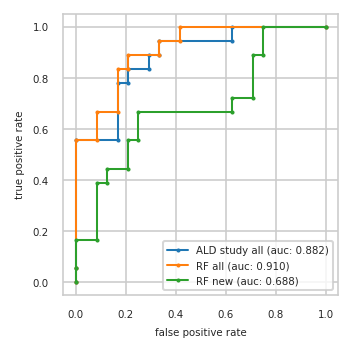 1.0
0.8
0.6
0.4
0.2
0.0
true positive rate
ALD study all (auc: 0.882)
RF all (auc: 0.910)
RF new (auc: 0.688)
0.0 0.2 0.4 0.6 0.8 1.0
false positive rate